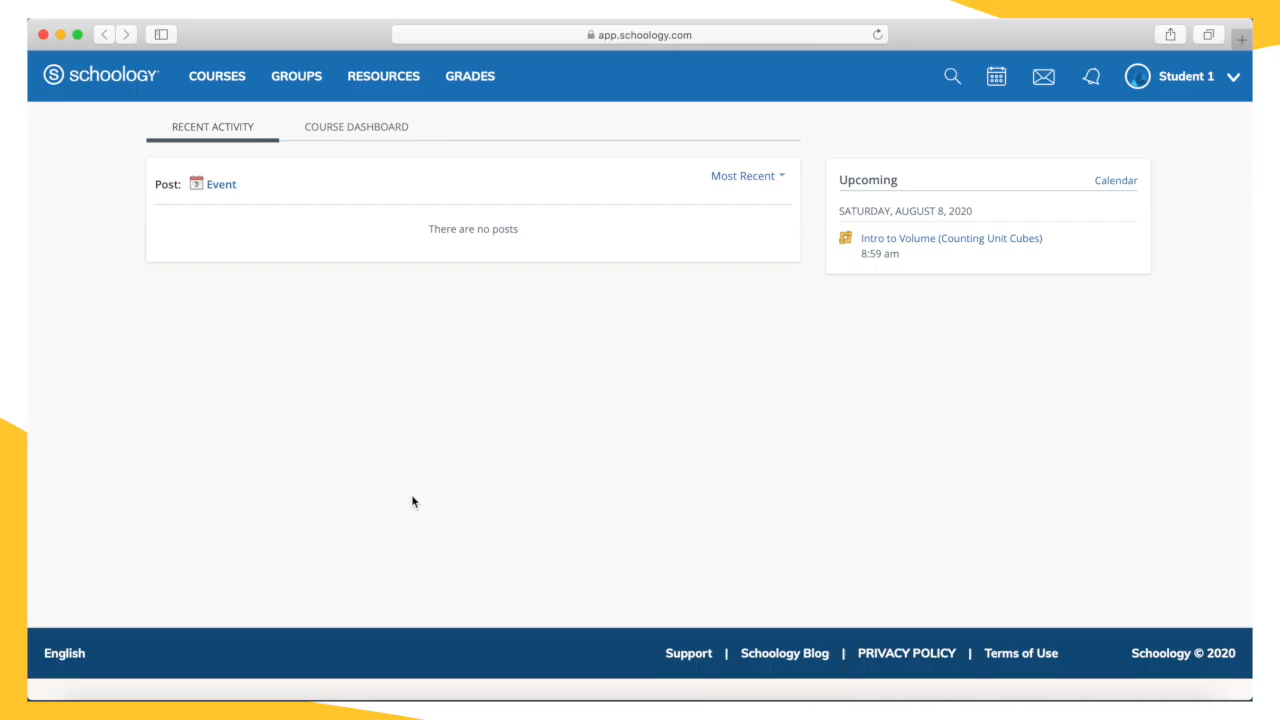 app.schoology.com
schoology COURSES GROUPS RESOURCES GRADES Student 1
RECENT ACTIVITY COURSE DASHBOARD
Post: Event Most Recent
There are no posts
Upcoming Calendar
SATURDAY, AUGUST 8, 2020
Intro to Volume (Counting Unit Cubes)
8:59 am
English Support | Schoology Blog | PRIVACY POLICY | Terms of Use Schoology © 2020